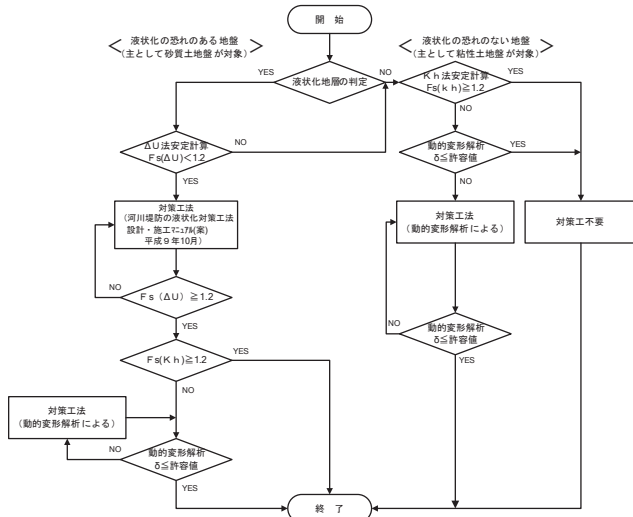 開　始
液状化の恐れのある地盤
（主として砂質土地盤が対象）
液状化の恐れのない地盤
（主として粘性土地盤が対象）
YES
液状化地層の判定
NO
Ｋｈ法安定計算
Fs(ｋｈ)≧1.2
YES
NO
ΔＵ法安定計算
Ｆs(ΔＵ)＜1.2
NO
YES
動的変形解析
δ≦許容値
YES
NO
対策工法
（河川堤防の液状化対策工法
設計・施工ﾏﾆｭｱﾙ(案)
平成９年10月）
対策工法
（動的変形解析による）
対策工不要
NO
Ｆs（ΔＵ）≧1.2
YES
NO
動的変形解析
δ≦許容値
YES
Ｆs(Ｋｈ)≧1.2
YES
NO
対策工法
（動的変形解析による）
NO
動的変形解析
δ≦許容値
YES
終　了